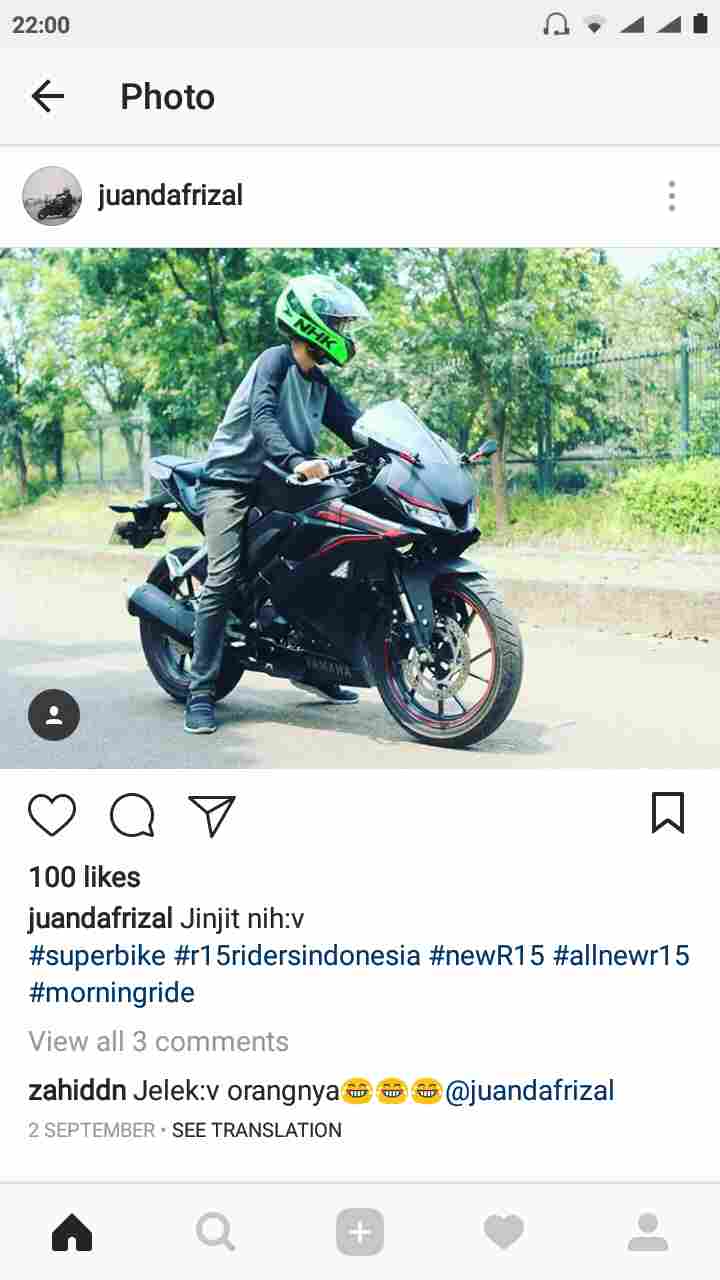 22:00
Photo
juandafrizal
NHK
YAMAHA
100 likes
juandafrizal Jinjit nih:v
#superbike #r15ridersindonesia #newR15 #allnewr15
#morningride
View all 3 comments
zahiddn Jelek:v orangnya😂😂😂@juandafrizal
2 SEPTEMBER • SEE TRANSLATION